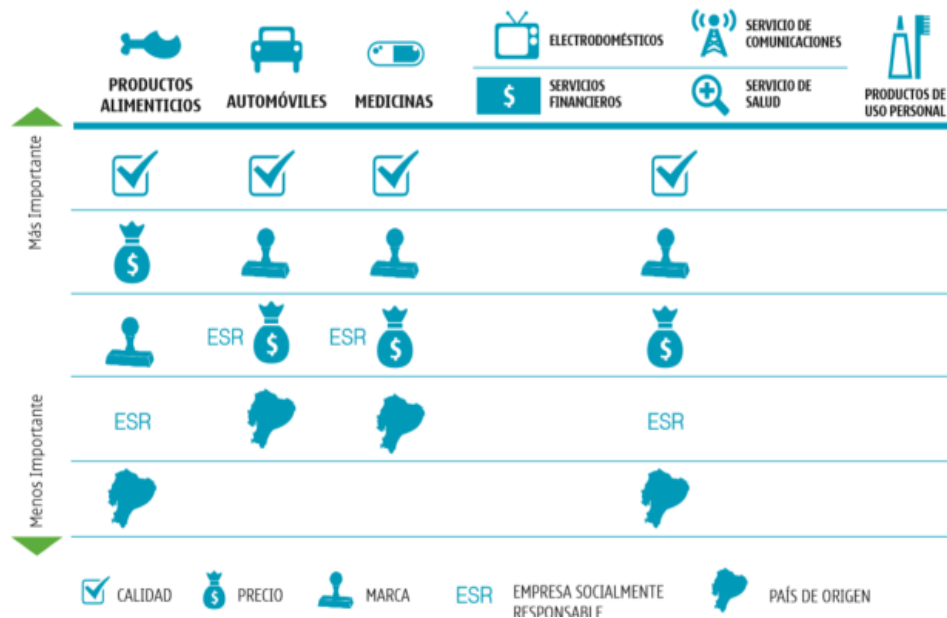 PRODUCTOS
ALIMENTICIOS
AUTOMÓVILES
MEDICINAS
ELECTRODOMÉSTICOS
SERVICIO DE
COMUNICACIONES
$
SERVICIOS
FINANCIEROS
SERVICIO DE
SALUD
PRODUCTOS DE
USO PERSONAL
Más Importante
$
ESR $
ESR $
$
Menos Importante
ESR
ESR
CALIDAD
$ PRECIO
MARCA
ESR EMPRESA SOCIALMENTE
RESPONSABLE
PAÍS DE ORIGEN